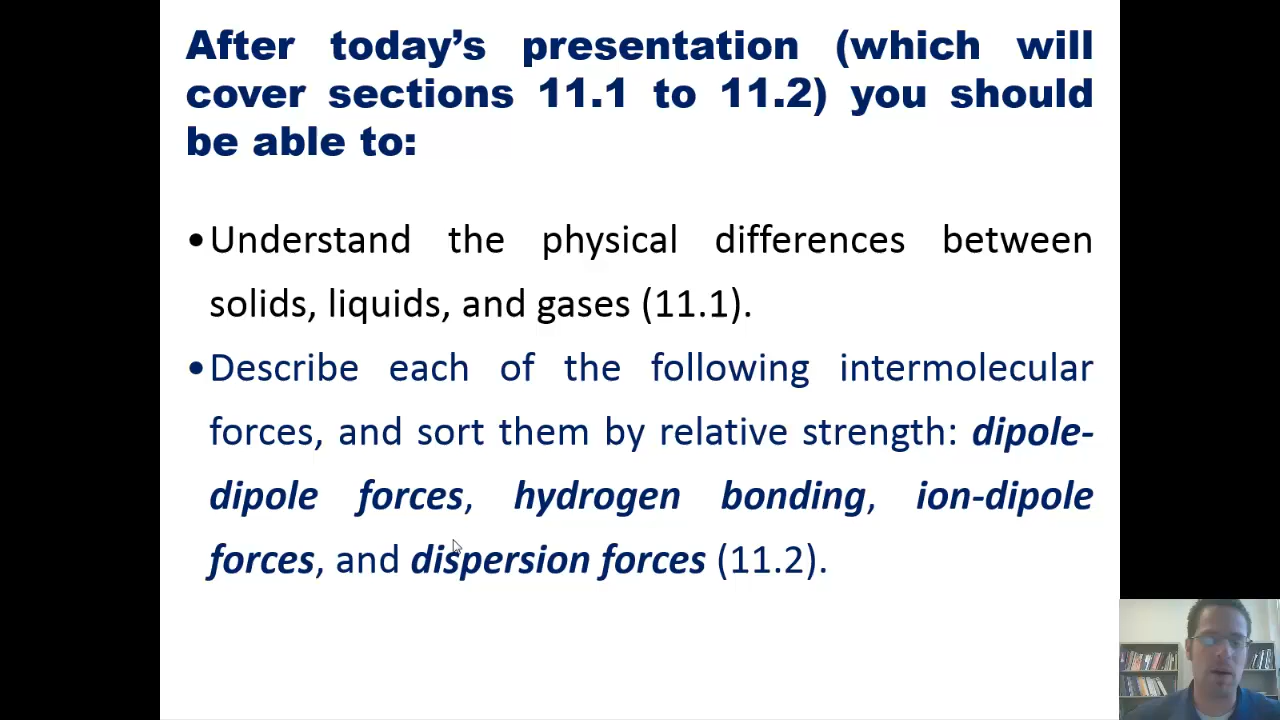 After today’s presentation (which will
cover sections 11.1 to 11.2) you should
be able to:
•Understand the physical differences between
solids, liquids, and gases (11.1).
•Describe each of the following intermolecular
forces, and sort them by relative strength: dipole-
dipole forces, hydrogen bonding, ion-dipole
forces, and dispersion forces (11.2).